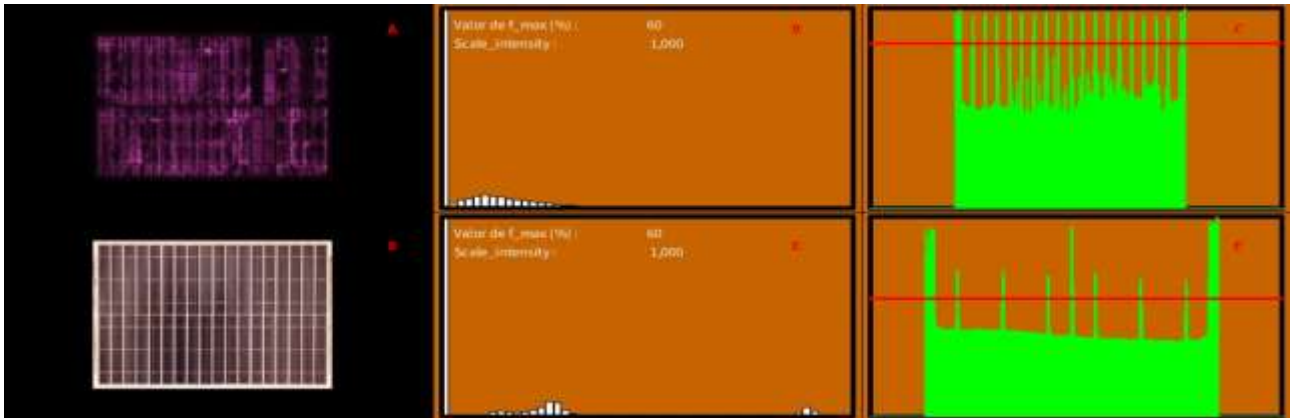 A
Valor de f_max (%) : 60
Scale_intensity : 1,000
B
C
Valor de f_max (%) : 60
Scale_intensity : 1,000
E
F